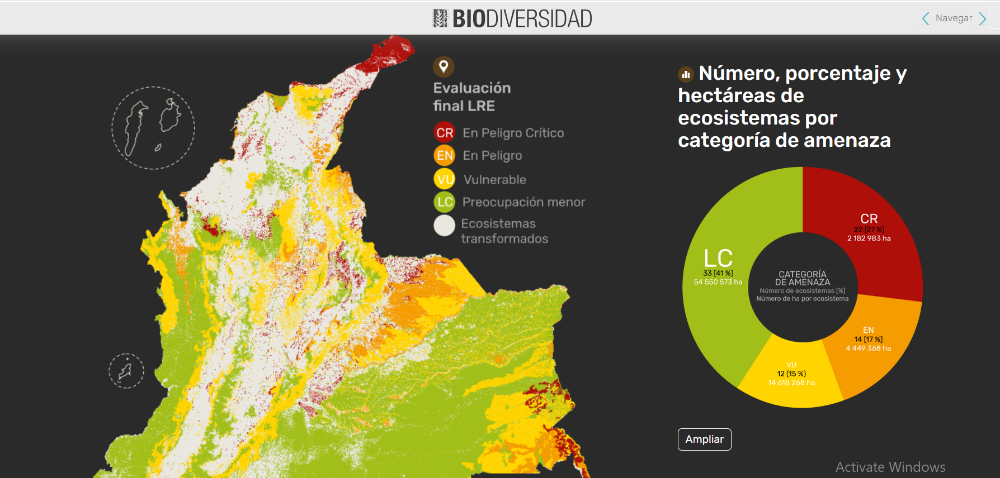 HUMBOLDT BIODIVERSIDAD
Navegar
Evaluación
final LRE
CR En Peligro Crítico
EN En Peligro
VU Vulnerable
LC Preocupación menor
Ecosistemas
transformados
Número, porcentaje y
hectáreas de
ecosistemas por
categoría de amenaza
CR
22 [27 %]
2 182 983 ha
LC
33 [41 %]
54 550 573 ha
CATEGORÍA
DE AMENAZA
Número de ecosistemas [%]
Número de ha por ecosistema
EN
14 [17 %]
4 449 368 ha
VU
12 (15 %)
14 618 268 ha
Ampliar
Activate Windows